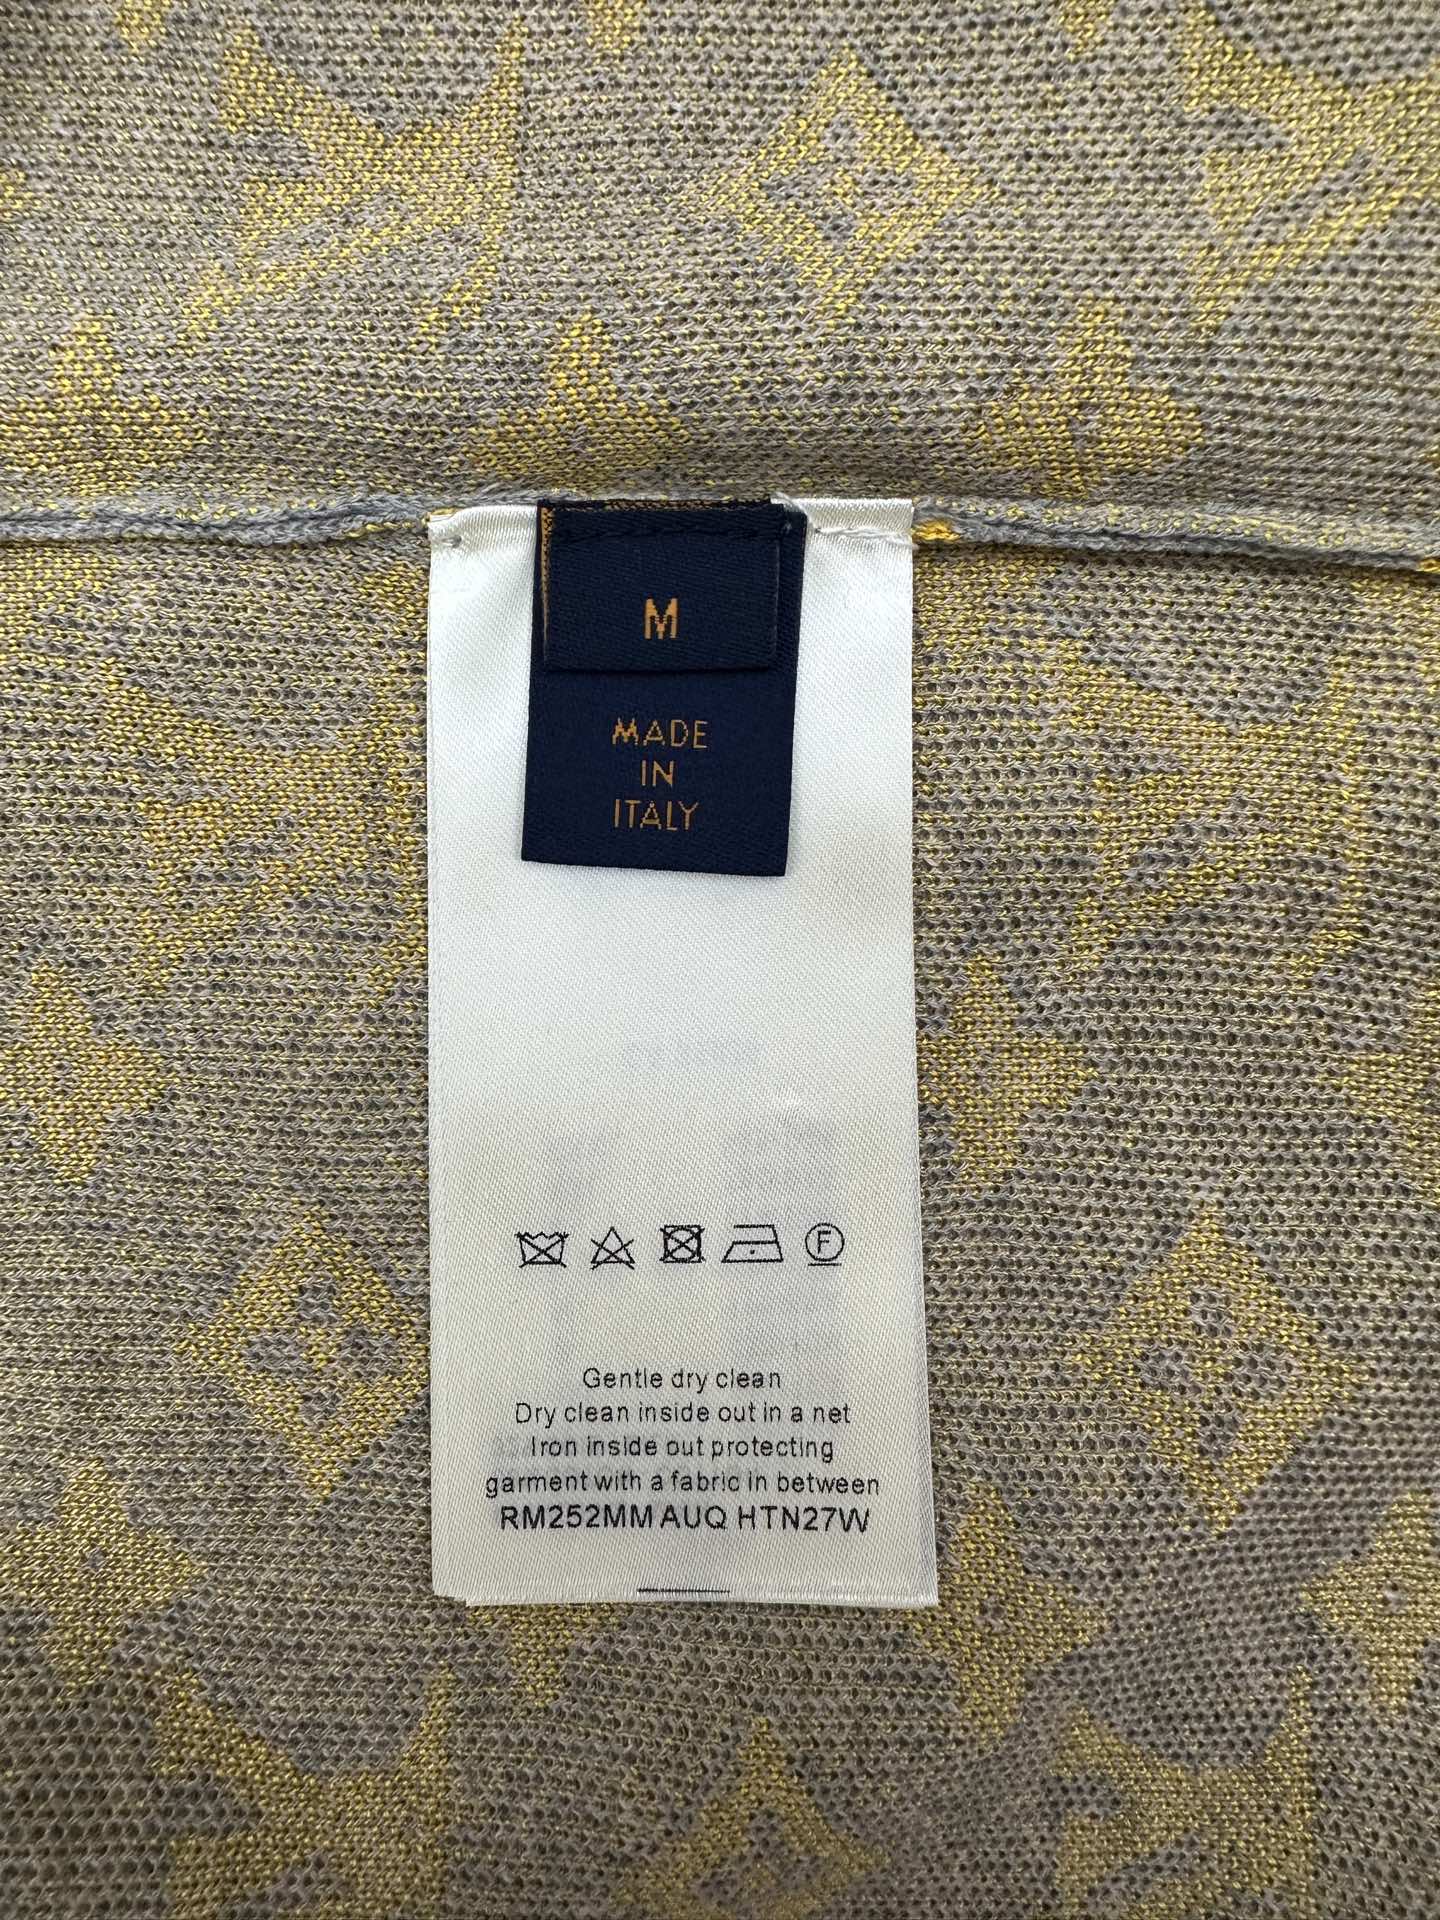 M
MADE
IN
ITALY
F
Gentle dry clean
Dry clean inside out in a net
Iron inside out protecting
garment with a fabric in between
RM252MM AUQ HTN27W